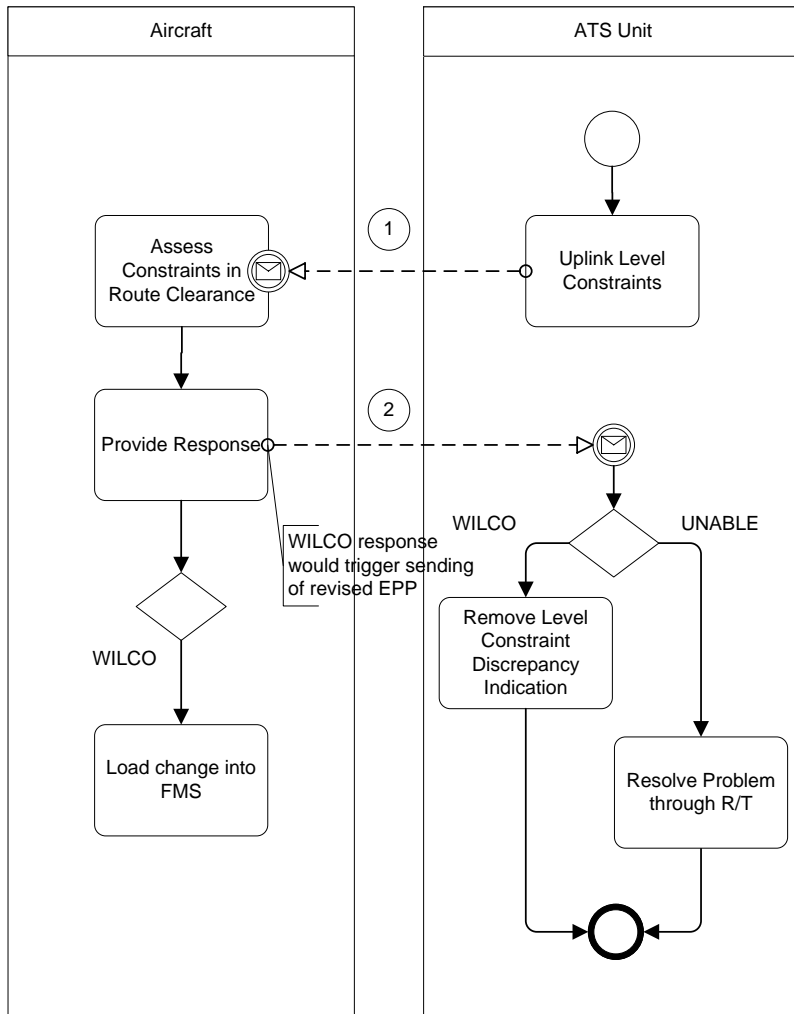 Aircraft
ATS Unit
1
Assess
Constraints in
Route Clearance
Uplink Level
Constraints
2
Provide Response
WILCO
UNABLE
WILCO response
would trigger sending
of revised EPP
Remove Level
Constraint
Discrepancy
Indication
WILCO
Load change into
FMS
Resolve Problem
through R/T